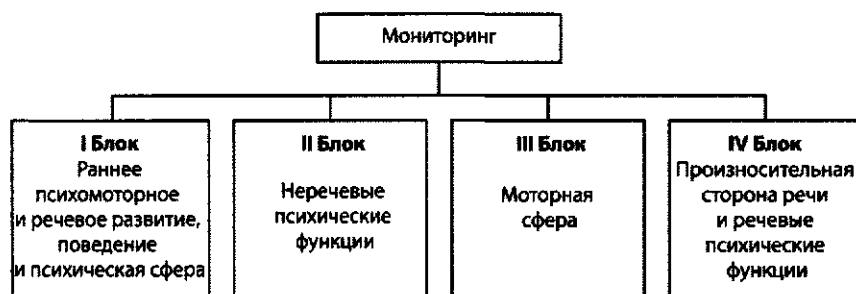 Мониторинг
I Блок
Раннее
психомоторное
и речевое развитие,
поведение
и психическая сфера
II Блок
Неречевые
психические
функции
III Блок
Моторная
сфера
IV Блок
Произносительная
сторона речи
и речевые
психические
функции